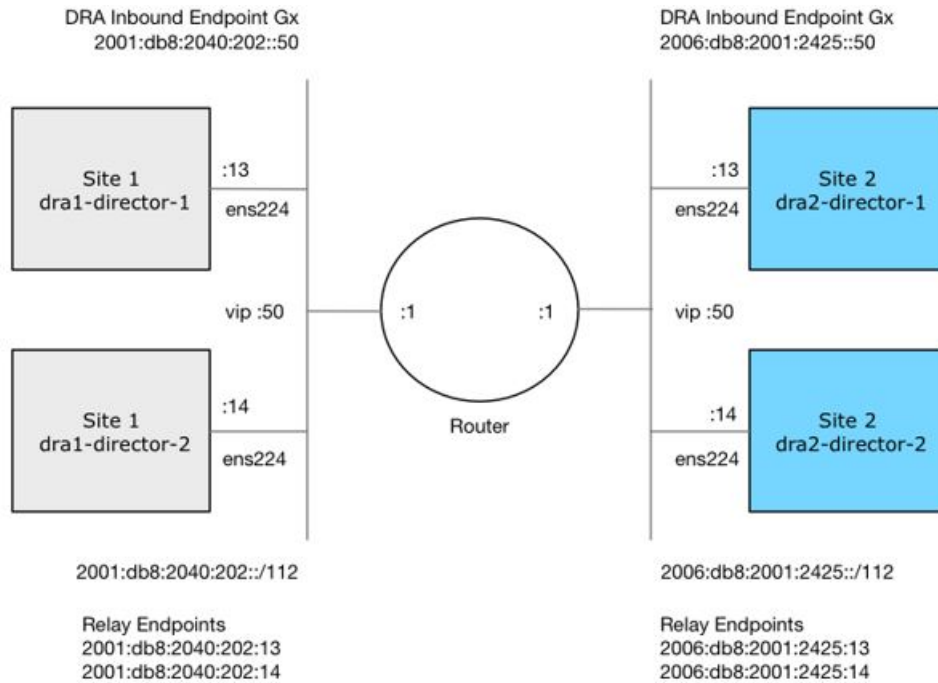 DRA Inbound Endpoint Gx
2001:db8:2040:202::50
DRA Inbound Endpoint Gx
2006:db8:2001:2425::50
Site 1
dra1-director-1
:13
ens224
:13
ens224
Site 2
dra2-director-1
vip :50
:1
:1
vip :50
Router
Site 1
dra1-director-2
:14
ens224
:14
ens224
Site 2
dra2-director-2
2001:db8:2040:202::/112
2006:db8:2001:2425::/112
Relay Endpoints
2001:db8:2040:202:13
2001:db8:2040:202:14
Relay Endpoints
2006:db8:2001:2425:13
2006:db8:2001:2425:14